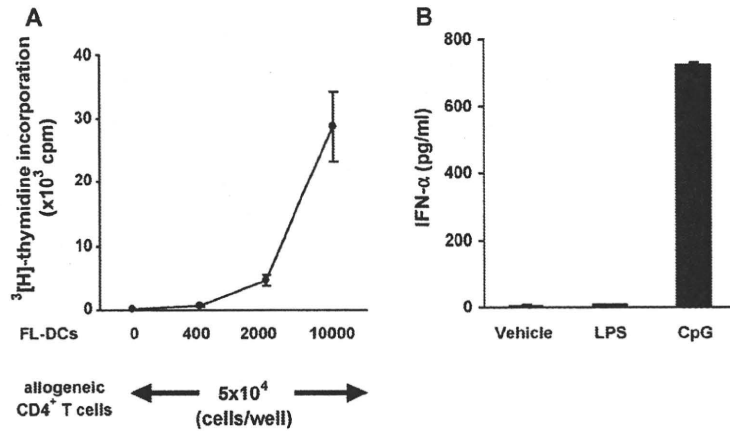 A
³[H]-thymidine incorporation
(x10³ cpm)
40
30
20
10
0
FL-DCs
0 400 2000 10000
allogeneic
CD4⁺ T cells
5x10⁴
(cells/well)
B
IFN-α (pg/ml)
800
600
400
200
0
Vehicle LPS CpG